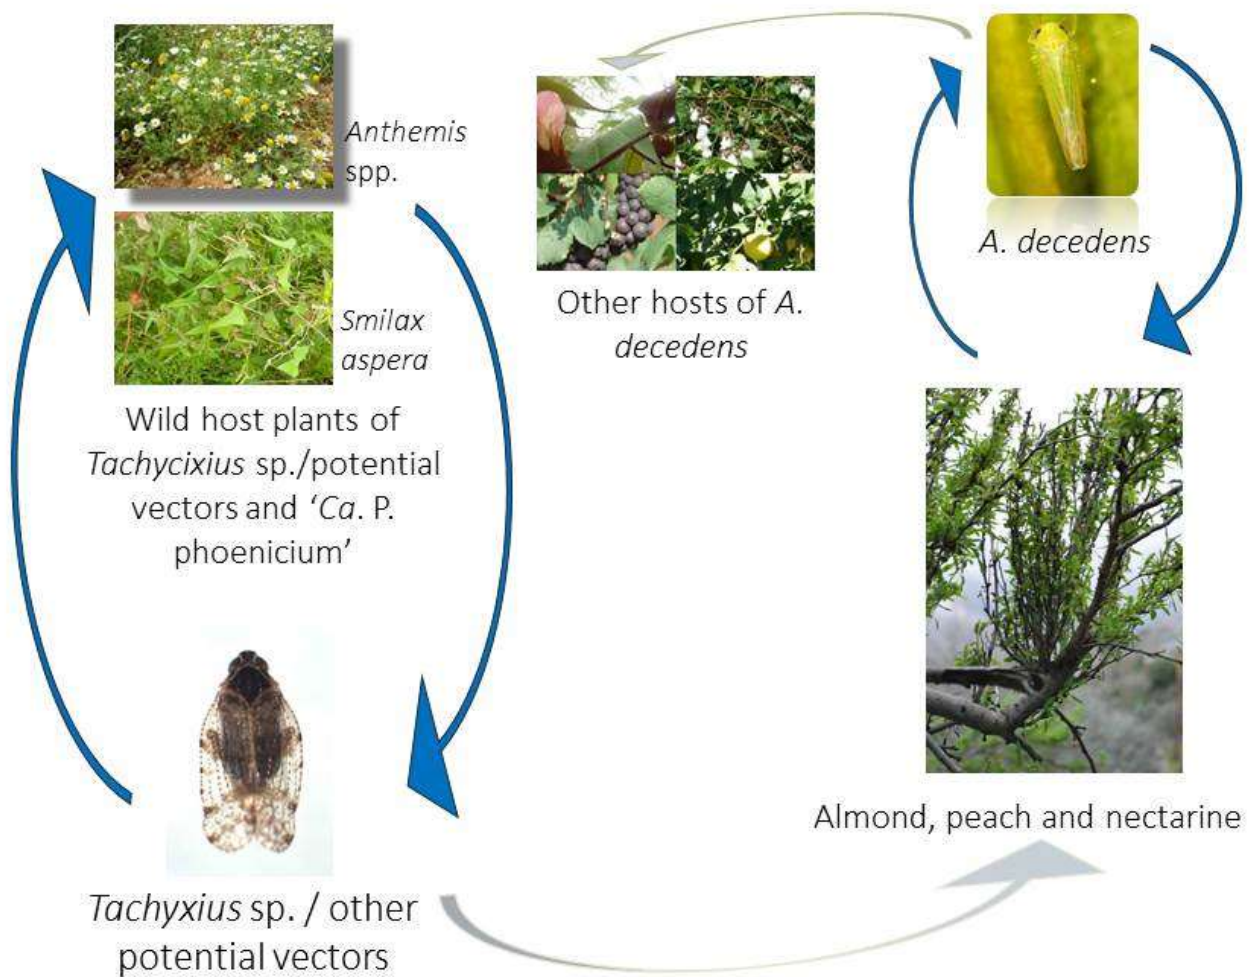 Anthemis
spp.
Smilax
aspera
Wild host plants of
Tachycixius sp./potential
vectors and ‘Ca. P.
phoenicium’
Tachyxius sp. / other
potential vectors
Other hosts of A.
decedens
A. decedens
Almond, peach and nectarine